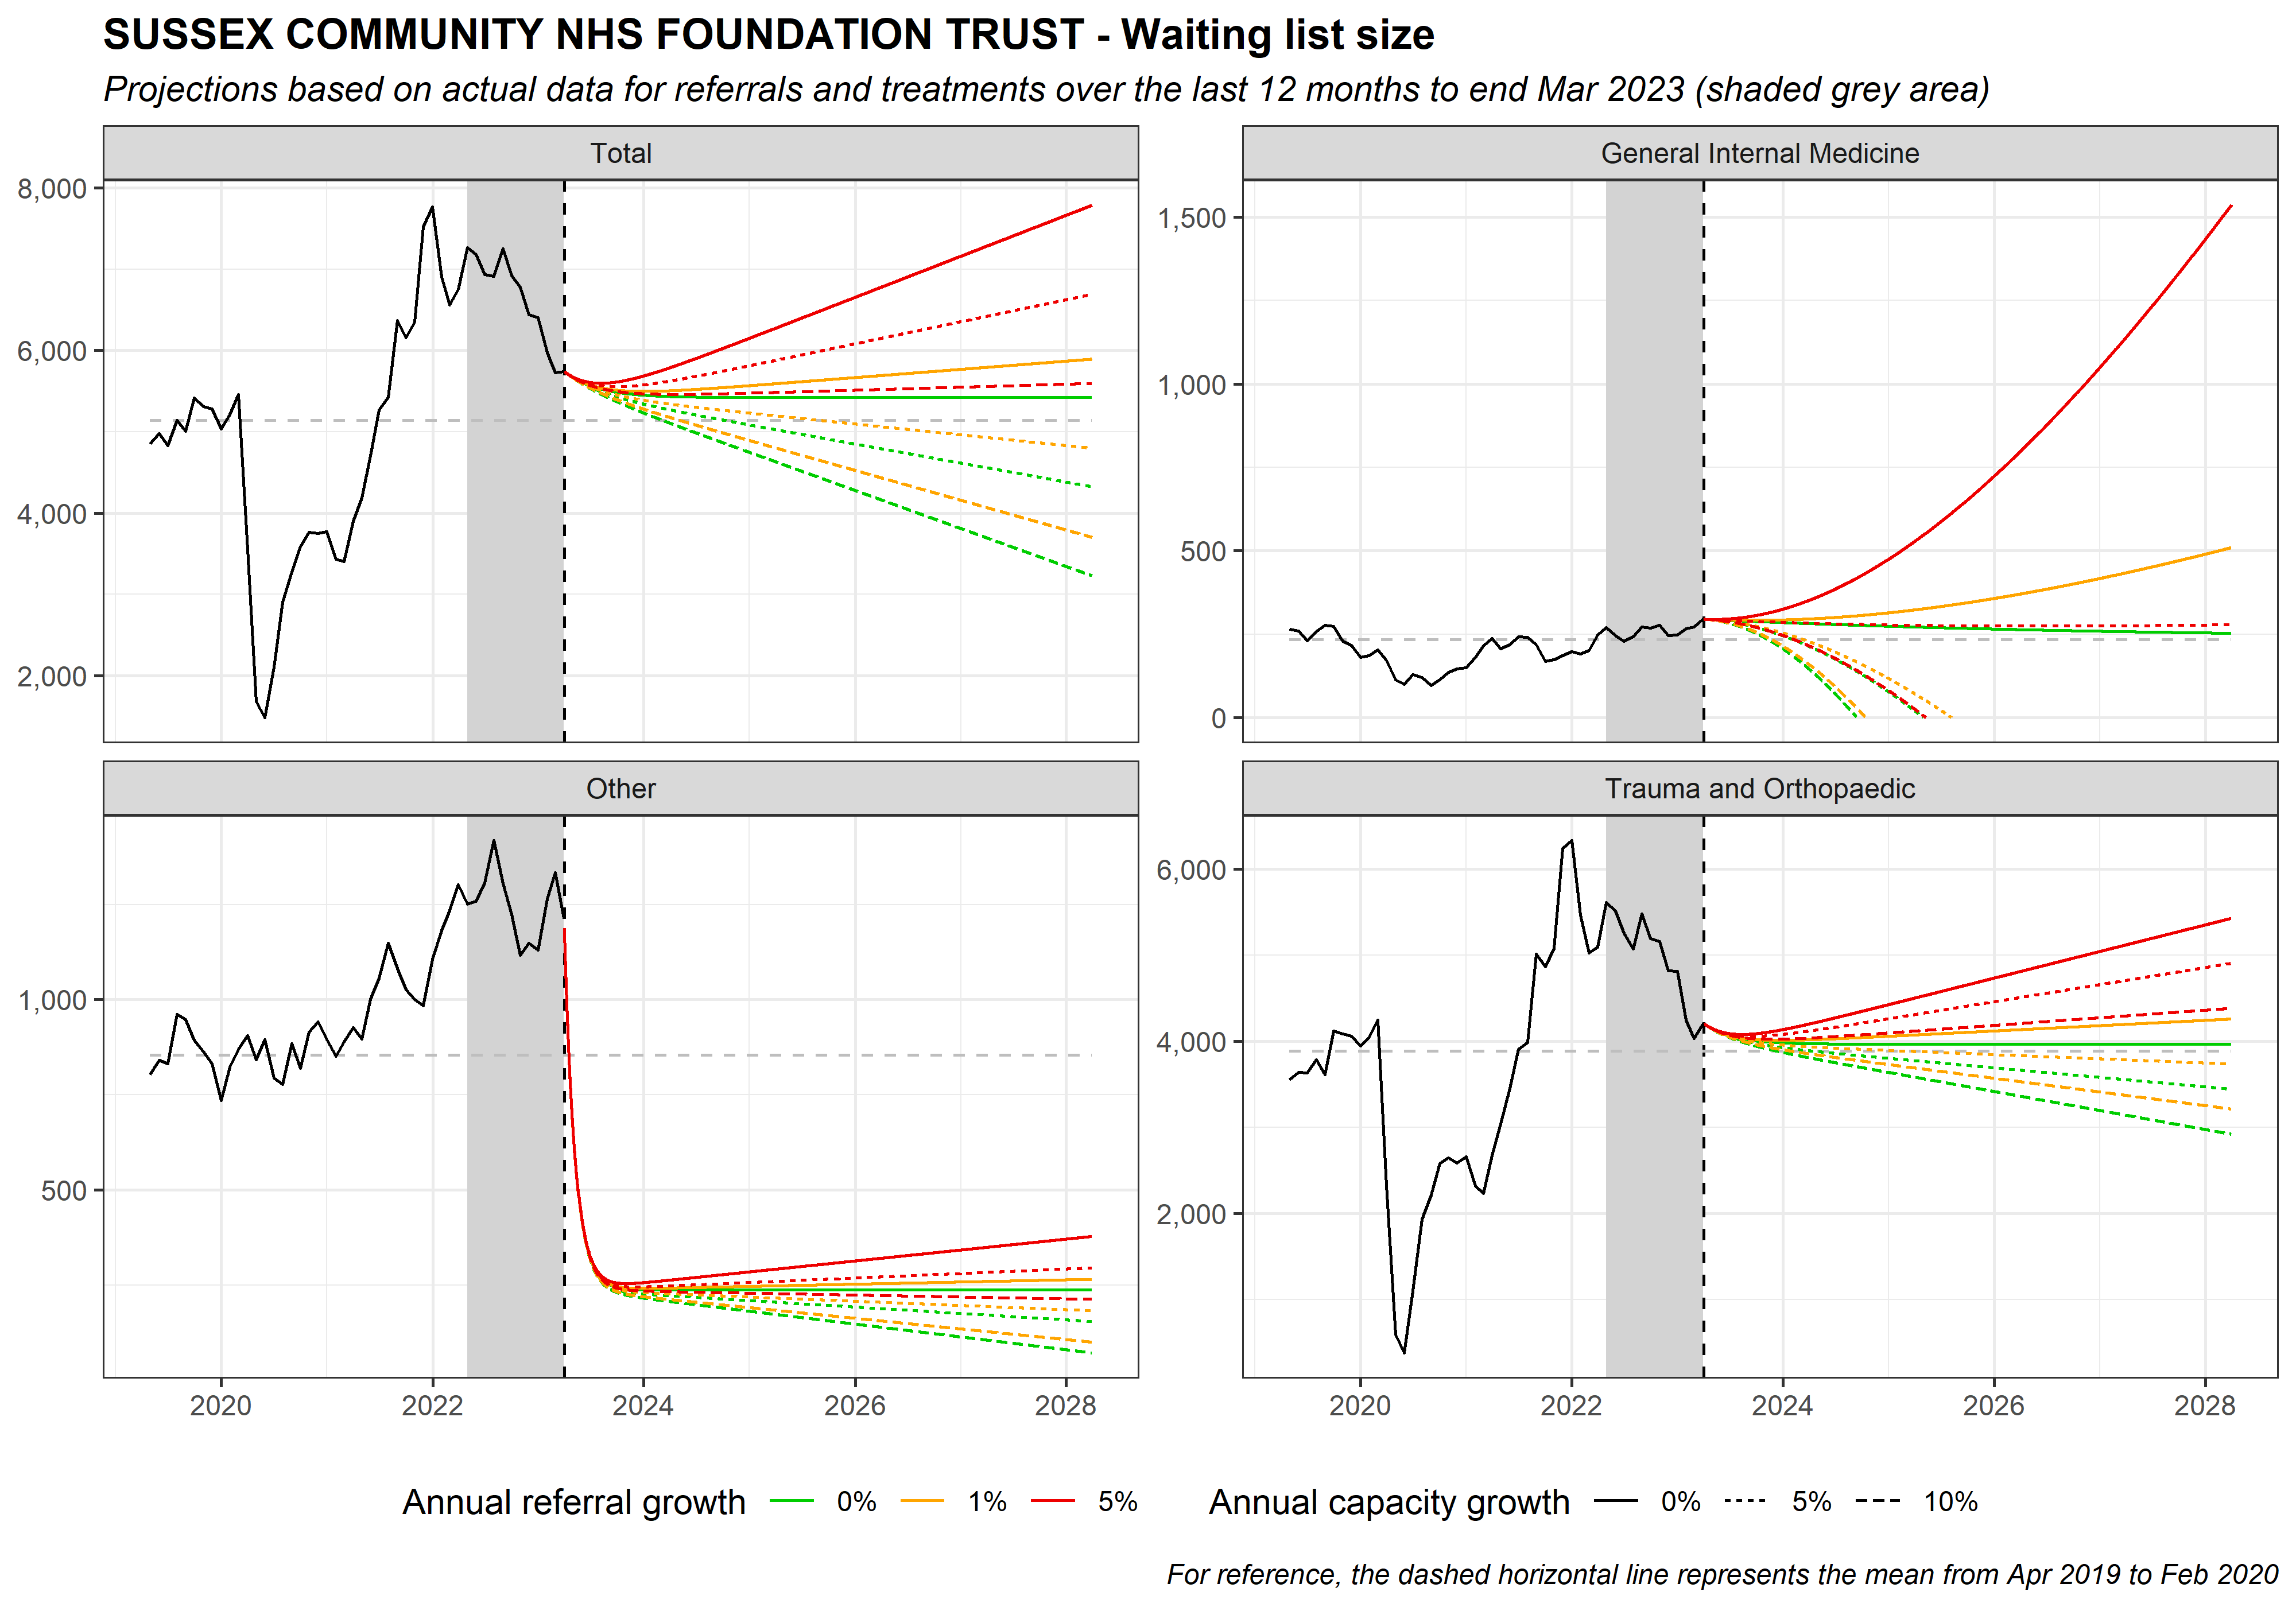 SUSSEX COMMUNITY NHS FOUNDATION TRUST - Waiting list size
Projections based on actual data for referrals and treatments over the last 12 months to end Mar 2023 (shaded grey area)
Total
8,000
6,000
4,000
2,000
General Internal Medicine
1,500
1,000
500
0
Other
1,000
500
2020 2022 2024 2026 2028
Trauma and Orthopaedic
6,000
4,000
2,000
2020 2022 2024 2026 2028
Annual referral growth 0% 1% 5% Annual capacity growth 0% 5% 10%
For reference, the dashed horizontal line represents the mean from Apr 2019 to Feb 2020